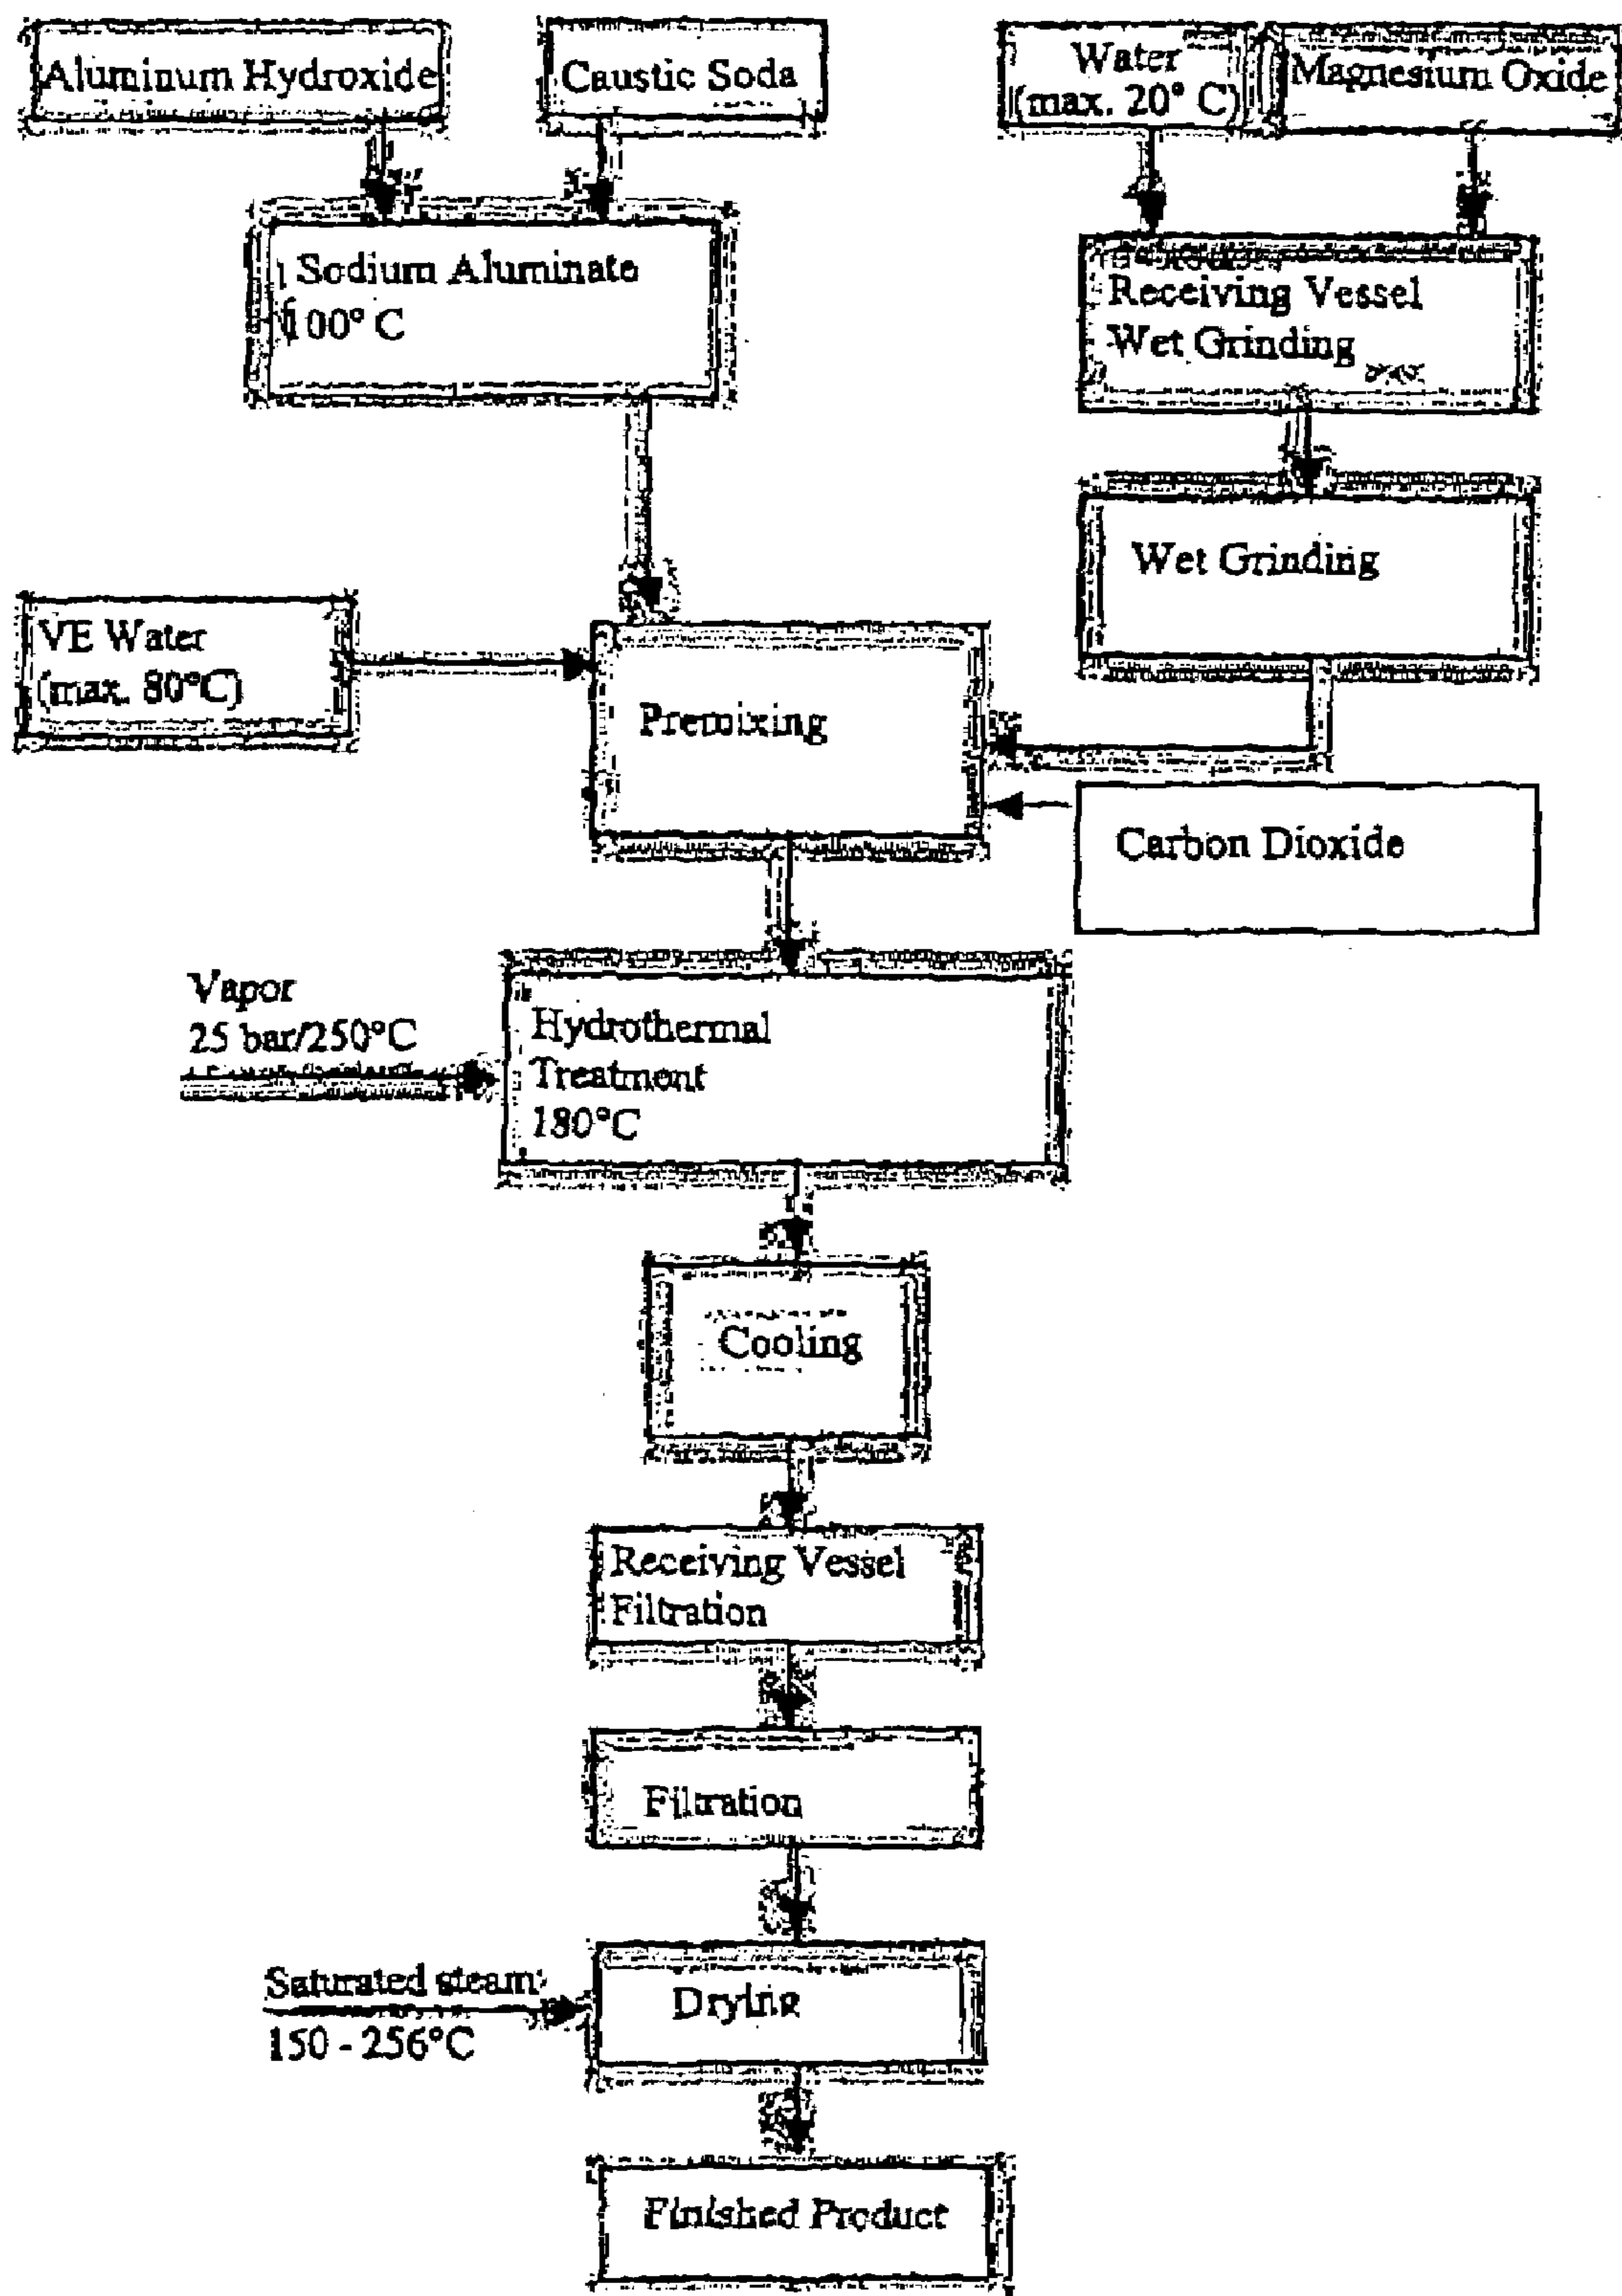 Aluminum Hydroxide
Caustic Soda
Water
(max. 20° C)
Magnesium Oxide
Sodium Aluminate
100° C
Receiving Vessel
Wet Grinding
Wet Grinding
VE Water
(max. 80°C)
Premixing
Carbon Dioxide
Vapor
25 bar/250°C
Hydrothermal
Treatment
180°C
Cooling
Receiving Vessel
Filtration
Filtration
Saturated steam
150 - 256°C
Drying
Finished Product